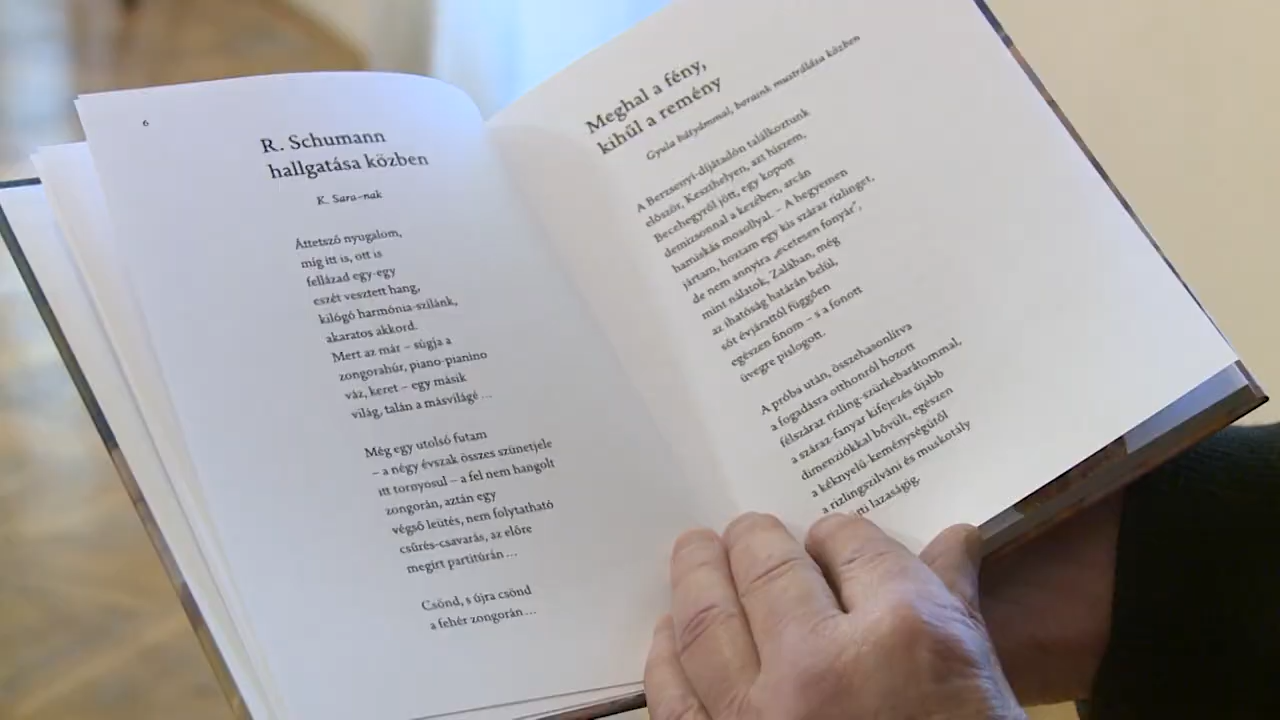 6
R. Schumann
hallgatása közben
K. Sara-nak
Áttetsző nyugalom,
míg itt is, ott is
fellázad egy-egy
eszét vesztett hang,
kilógó harmónia-szilánk,
akaratos akkord.
Mert az már – súgja a
zongorahúr, piano-pianino
váz, keret – egy másik
világ, talán a másvilágé ...
Még egy utolsó futam
– a négy évszak összes szünetjele
itt tornyosul – a fel nem hangolt
zongorán, aztán egy
végső leütés, nem folytatható
csűrés-csavarás, az előre
megírt partitúrán ...
Csönd, s újra csönd
a fehér zongorán ...
Meghal a fény,
kihűl a remény
Gyula bátyámmal, boraink mustrálása közben
A Berzsenyi-díjátadón találkoztunk
először, Keszthelyen, azt hiszem,
Becehegyről jött, egy kopott
demizsonnal a kezében, arcán
hamiskás mosollyal. – A hegyemen
jártam, hoztam egy kis száraz rizlinget,
de nem annyira „ecetesen fonyár”,
mint nálatok, Zalában, még
az ihatóság határán belül,
sőt évjárattól függően
egészen finom – s a fonott
üvegre pislogott.
A próba után, összehasonlítva
a fogadásra otthonról hozott
félszáraz rizling-szürkebarátommal,
a száraz-fanyar kifejezés újabb
dimenziókkal bővült, egészen
a kéknyelű-keménységűtől
a rizlingszilváni és muskotály
lazaságig.